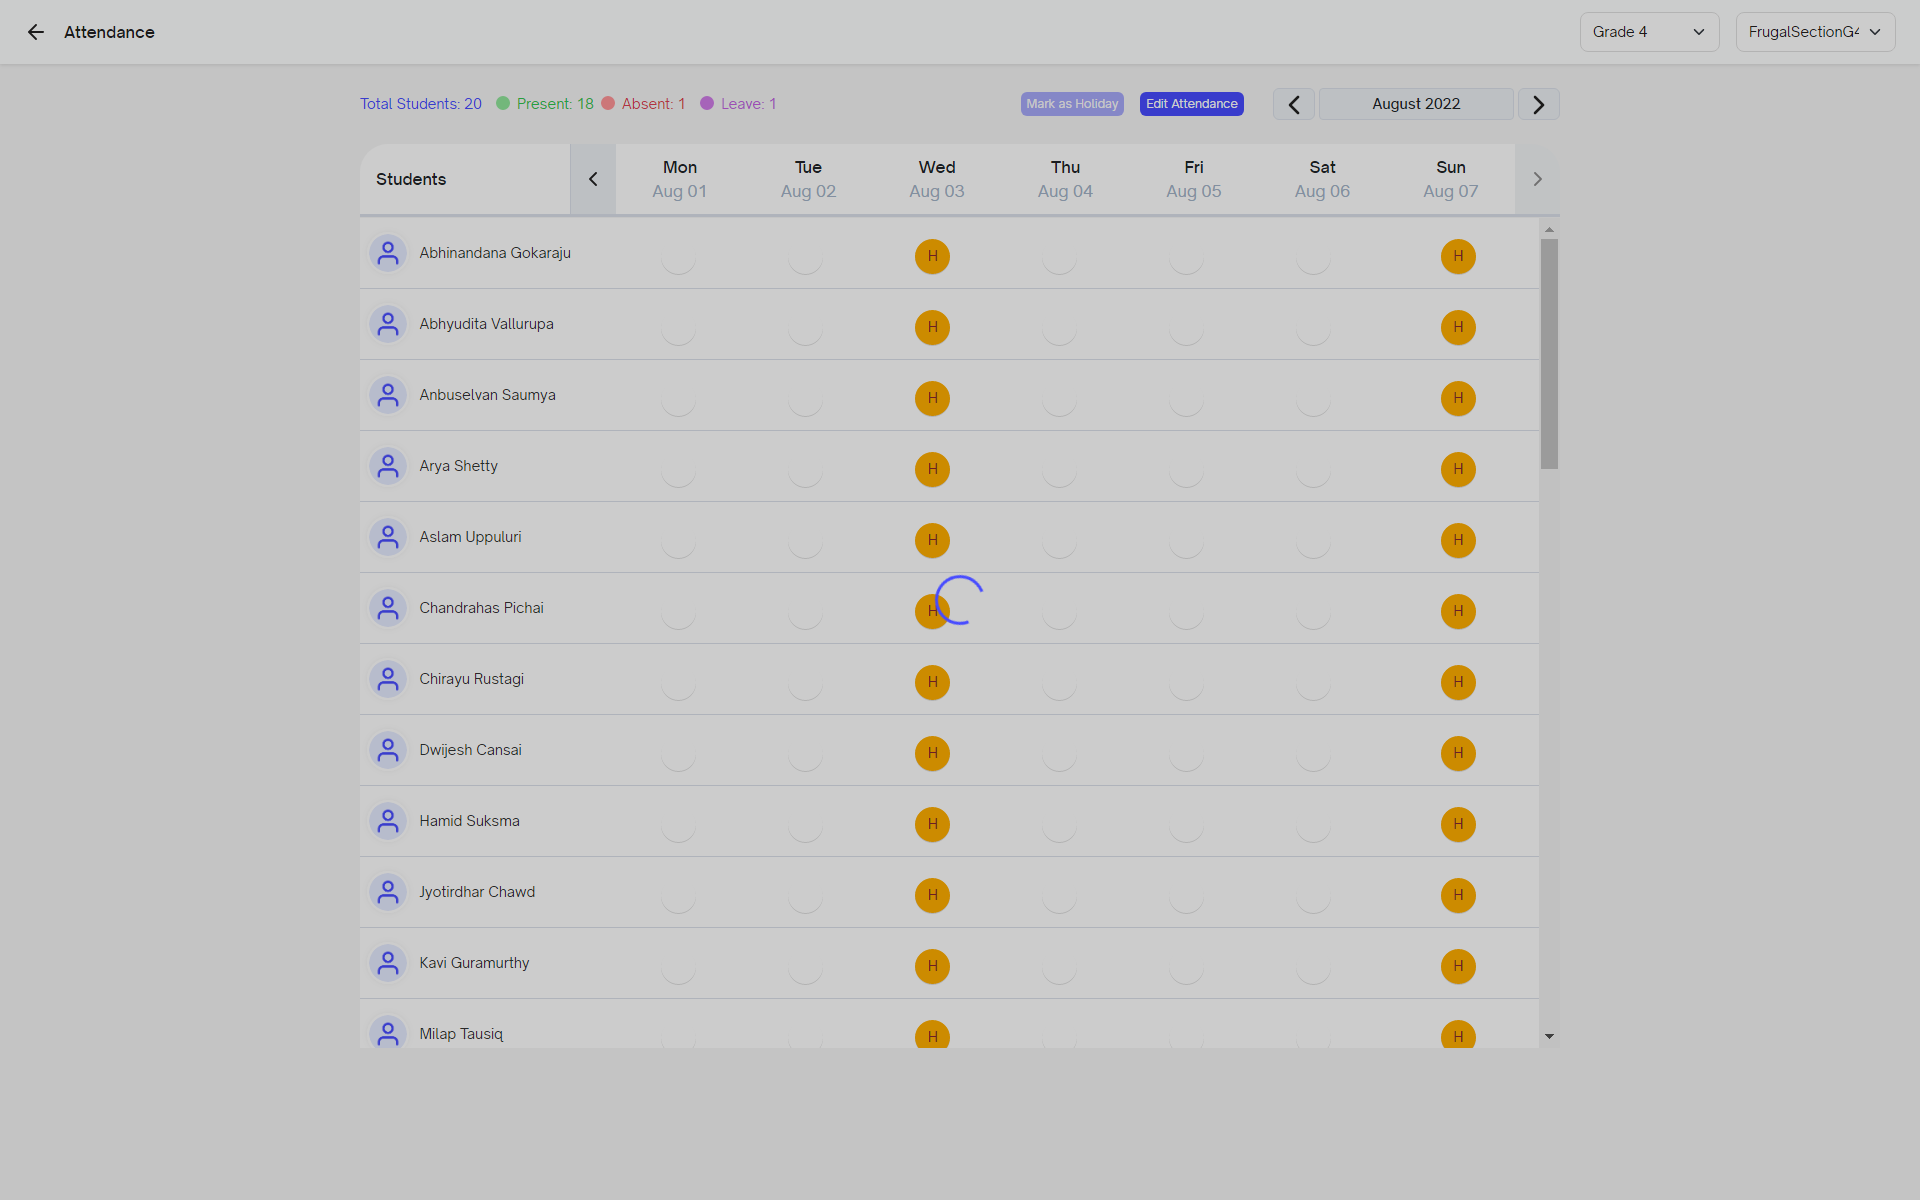 Attendance
Grade 4
FrugalSectionG4
Total Students: 20 Present: 18 Absent: 1 Leave: 1
Mark as Holiday
Edit Attendance
August 2022
Students
Mon Tue Wed Thu Fri Sat Sun
Aug 01 Aug 02 Aug 03 Aug 04 Aug 05 Aug 06 Aug 07
Abhinandana Gokaraju H H
Abhyudita Vallurupa H H
Anbuselvan Saumya H H
Arya Shetty H H
Aslam Uppuluri H H
Chandrahas Pichai H H
Chirayu Rustagi H H
Dwijesh Cansai H H
Hamid Suksma H H
Jyotirdhar Chawd H H
Kavi Guramurthy H H
Milap Tausiq H H